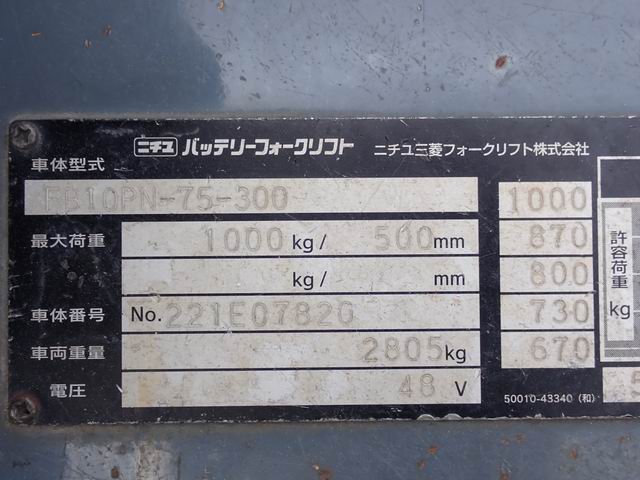 ニチユ バッテリーフォークリフト ニチユ三菱フォークリフト株式会社
車体型式
FB10PN-75-300 1000
最大荷重 1000 kg/ 500 mm 870
kg/ mm 800
許容荷重 kg
車体番号 No. 221E07820 730
車両重量 2805 kg 670
電圧 48 V
50010-43340 (和)